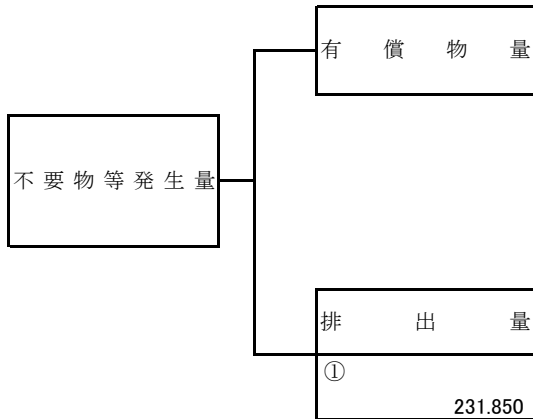 有償物量
不要物等発生量
排出量
①
231.850